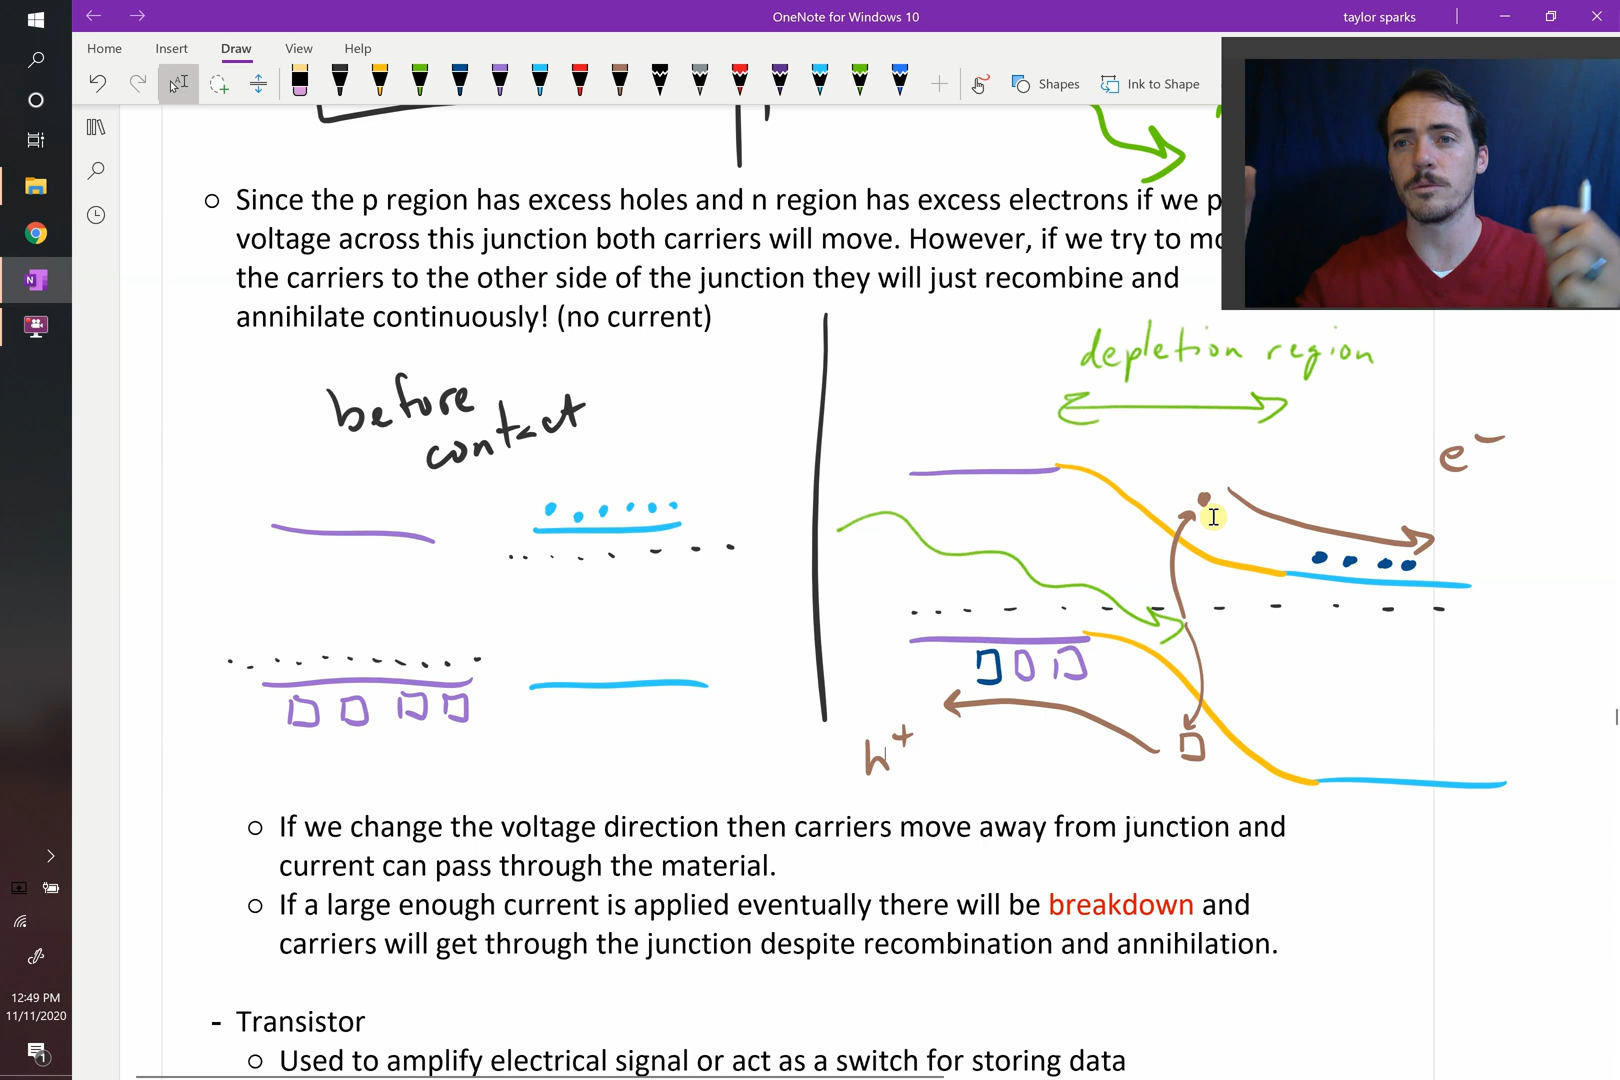 OneNote for Windows 10
taylor sparks
Home Insert Draw View Help
Shapes
Ink to Shape
Since the p region has excess holes and n region has excess electrons if we p
voltage across this junction both carriers will move. However, if we try to mo
the carriers to the other side of the junction they will just recombine and
annihilate continuously! (no current)
before
contact
depletion region
e−
h+
If we change the voltage direction then carriers move away from junction and
current can pass through the material.
If a large enough current is applied eventually there will be breakdown and
carriers will get through the junction despite recombination and annihilation.
- Transistor
Used to amplify electrical signal or act as a switch for storing data
12:49 PM
11/11/2020
1